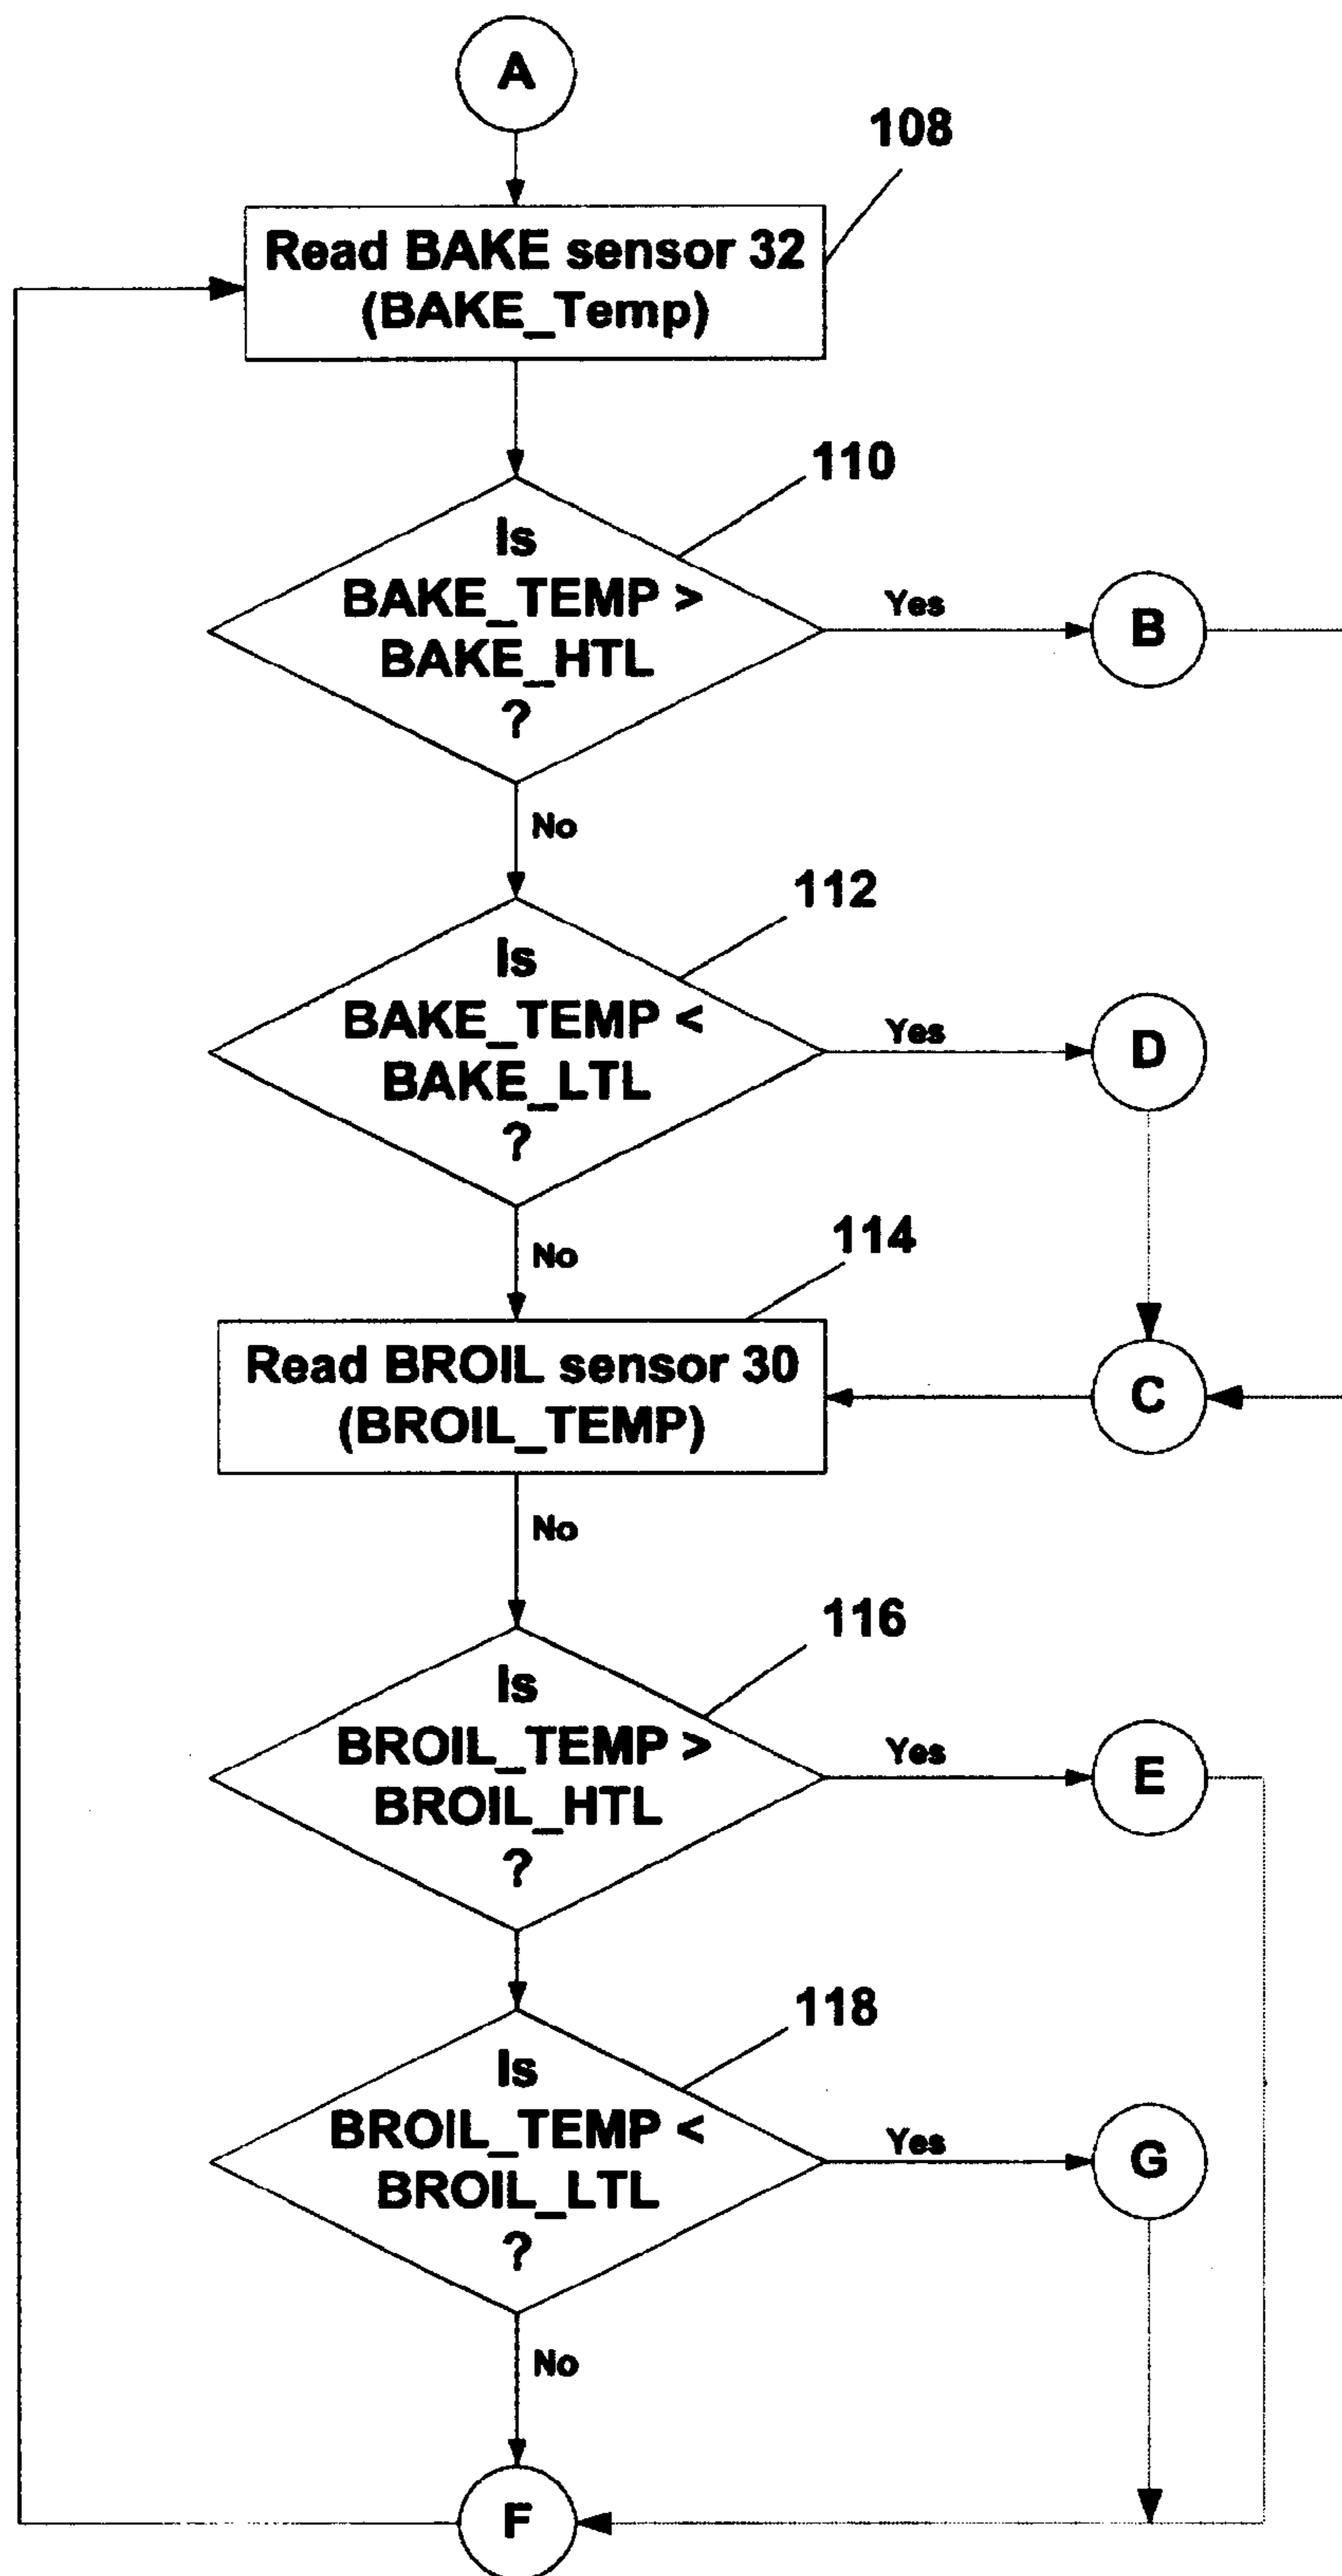 A
108
Read BAKE sensor 32
(BAKE_Temp)
110
Is
BAKE_TEMP >
BAKE_HTL
?
Yes
B
No
112
Is
BAKE_TEMP <
BAKE_LTL
?
Yes
D
No
114
Read BROIL sensor 30
(BROIL_TEMP)
C
No
116
Is
BROIL_TEMP >
BROIL_HTL
?
Yes
E
118
Is
BROIL_TEMP <
BROIL_LTL
?
Yes
G
No
F